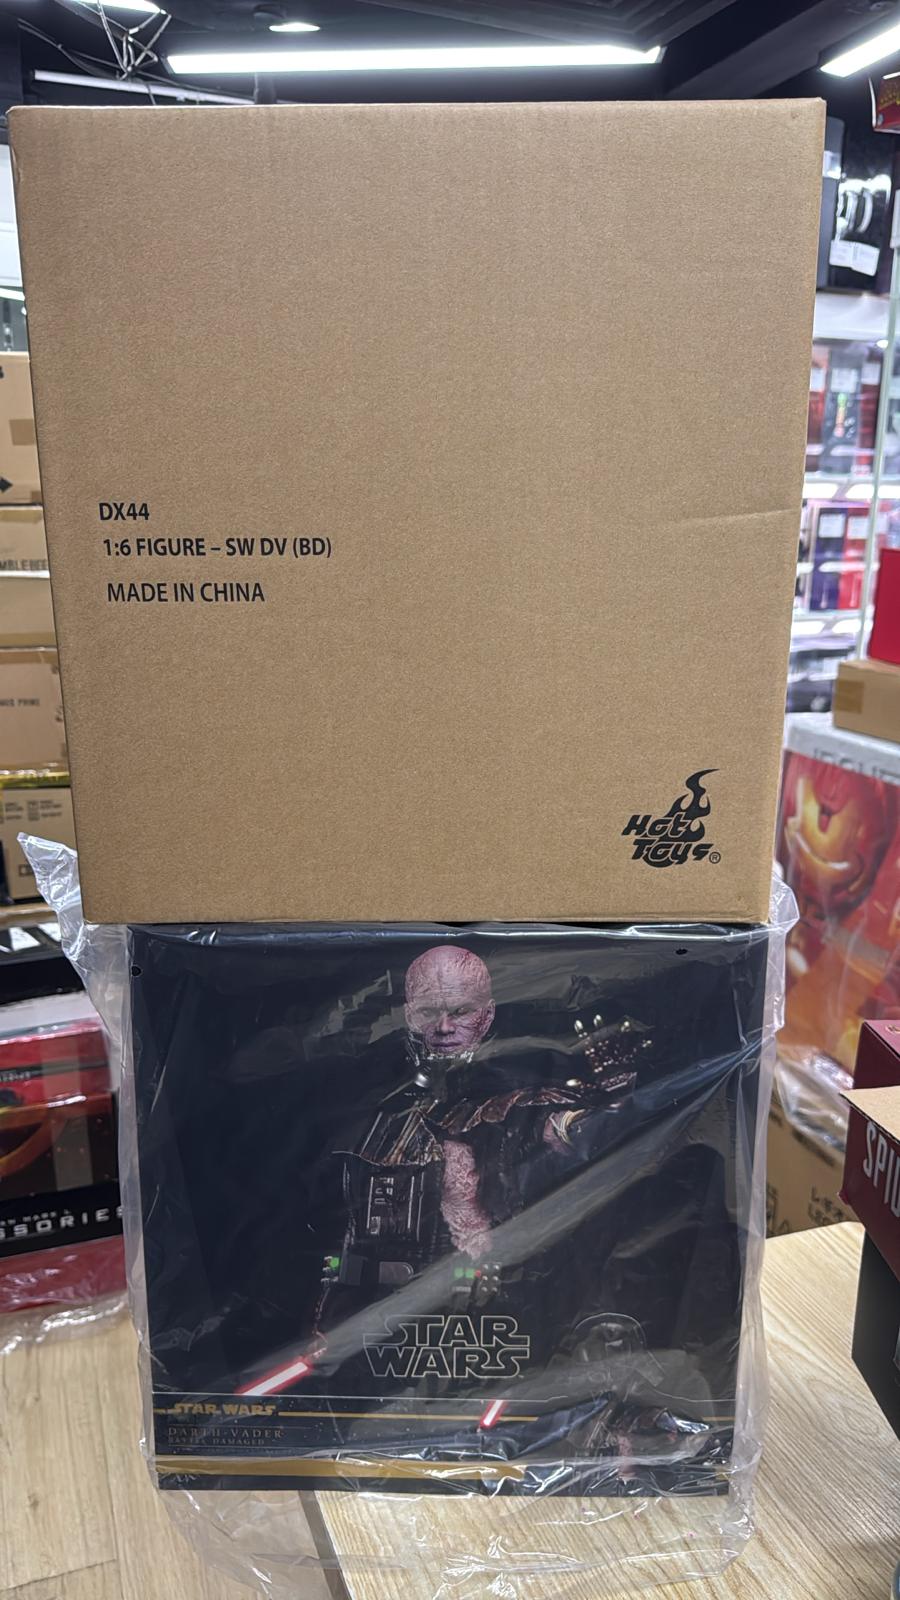 DX44
1:6 FIGURE – SW DV (BD)
MADE IN CHINA
Hot
Toys®
STAR
WARS
STAR WARS
DARTH VADER
BATTLE DAMAGED
SSORIES